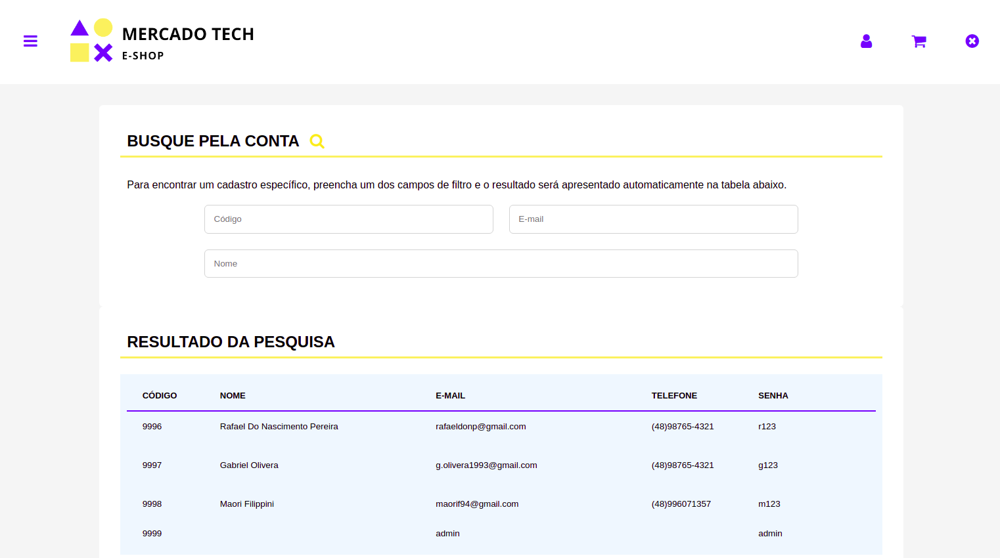 MERCADO TECH
E-SHOP
BUSQUE PELA CONTA
Para encontrar um cadastro específico, preencha um dos campos de filtro e o resultado será apresentado automaticamente na tabela abaixo.
Código E-mail
Nome
RESULTADO DA PESQUISA
CÓDIGO NOME E-MAIL TELEFONE SENHA
9996 Rafael Do Nascimento Pereira rafaeldonp@gmail.com (48)98765-4321 r123
9997 Gabriel Olivera g.olivera1993@gmail.com (48)98765-4321 g123
9998 Maori Filippini maorif94@gmail.com (48)996071357 m123
9999 admin admin